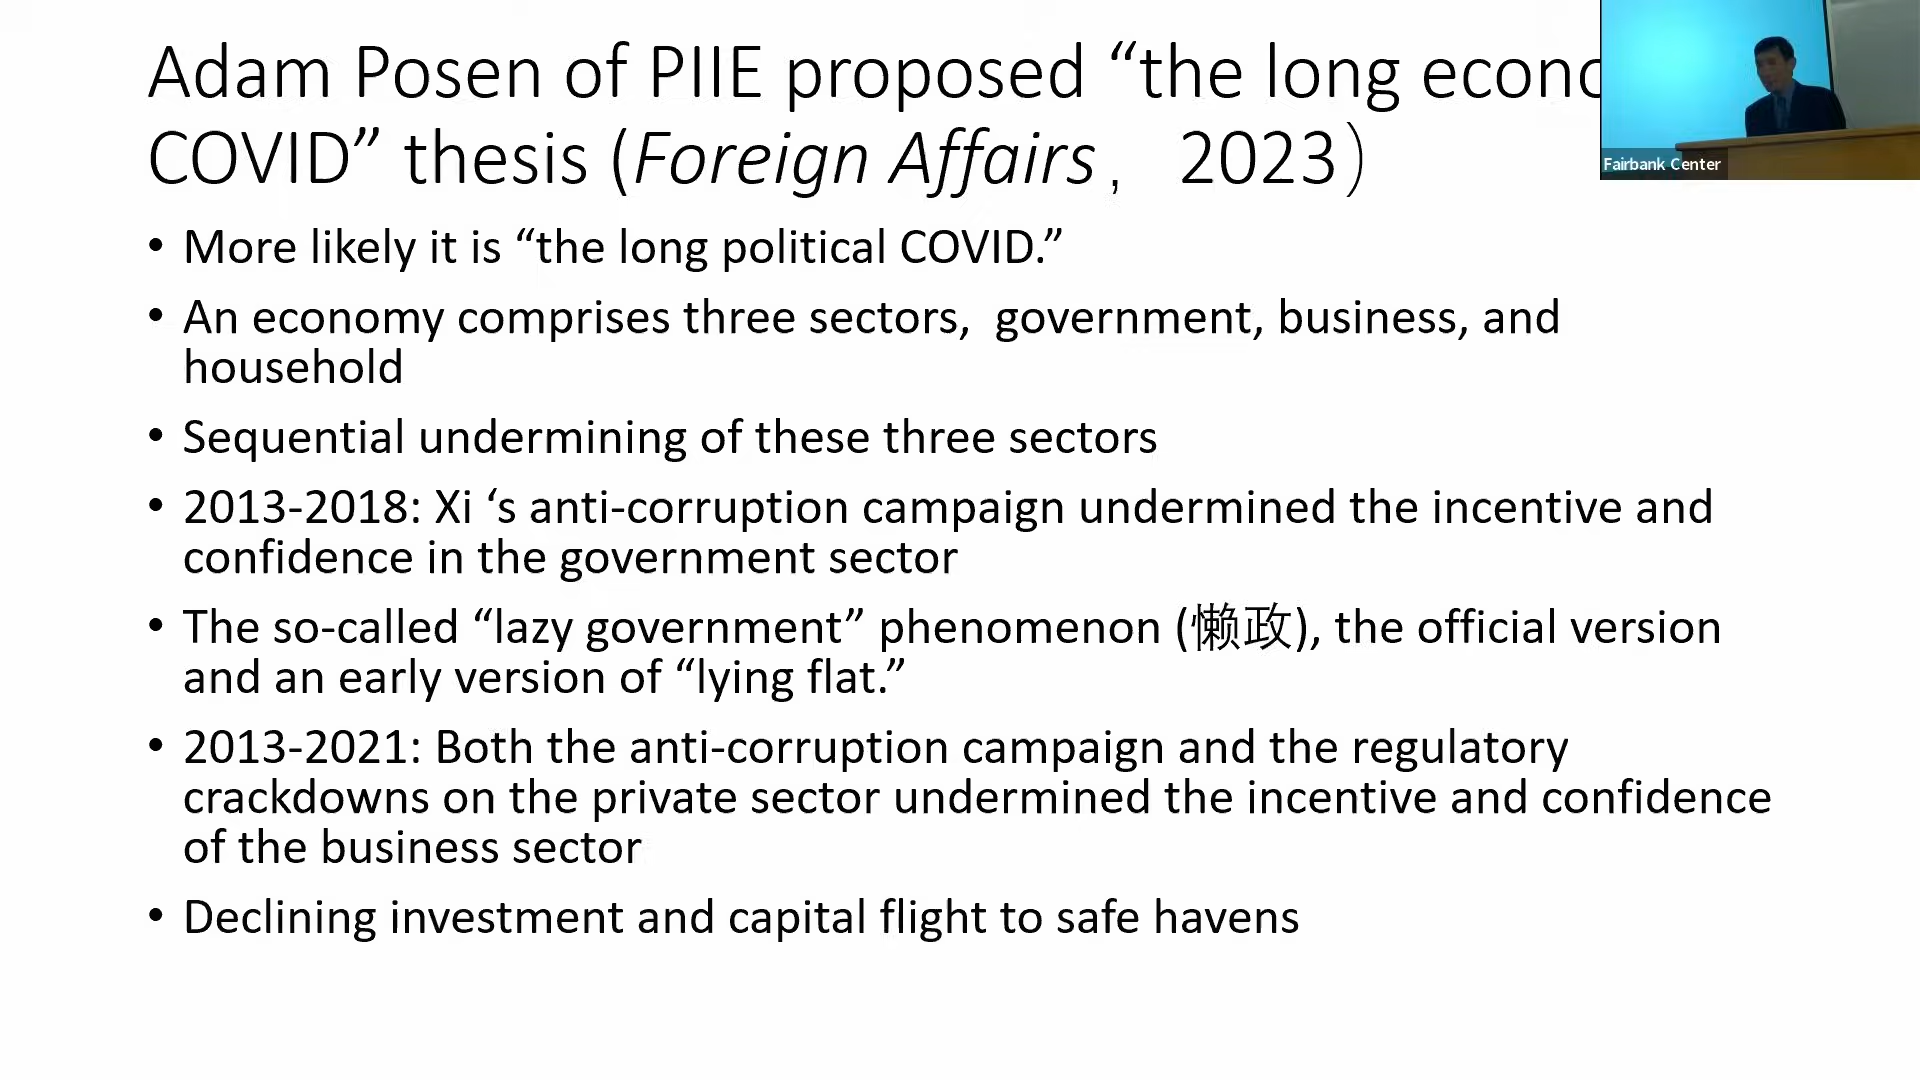 Adam Posen of PIIE proposed “the long econo
COVID” thesis (Foreign Affairs， 2023）
Fairbank Center
• More likely it is “the long political COVID.”
• An economy comprises three sectors,  government, business, and
household
• Sequential undermining of these three sectors
• 2013-2018: Xi ‘s anti-corruption campaign undermined the incentive and
confidence in the government sector
• The so-called “lazy government” phenomenon (懒政), the official version
and an early version of “lying flat.”
• 2013-2021: Both the anti-corruption campaign and the regulatory
crackdowns on the private sector undermined the incentive and confidence
of the business sector
• Declining investment and capital flight to safe havens